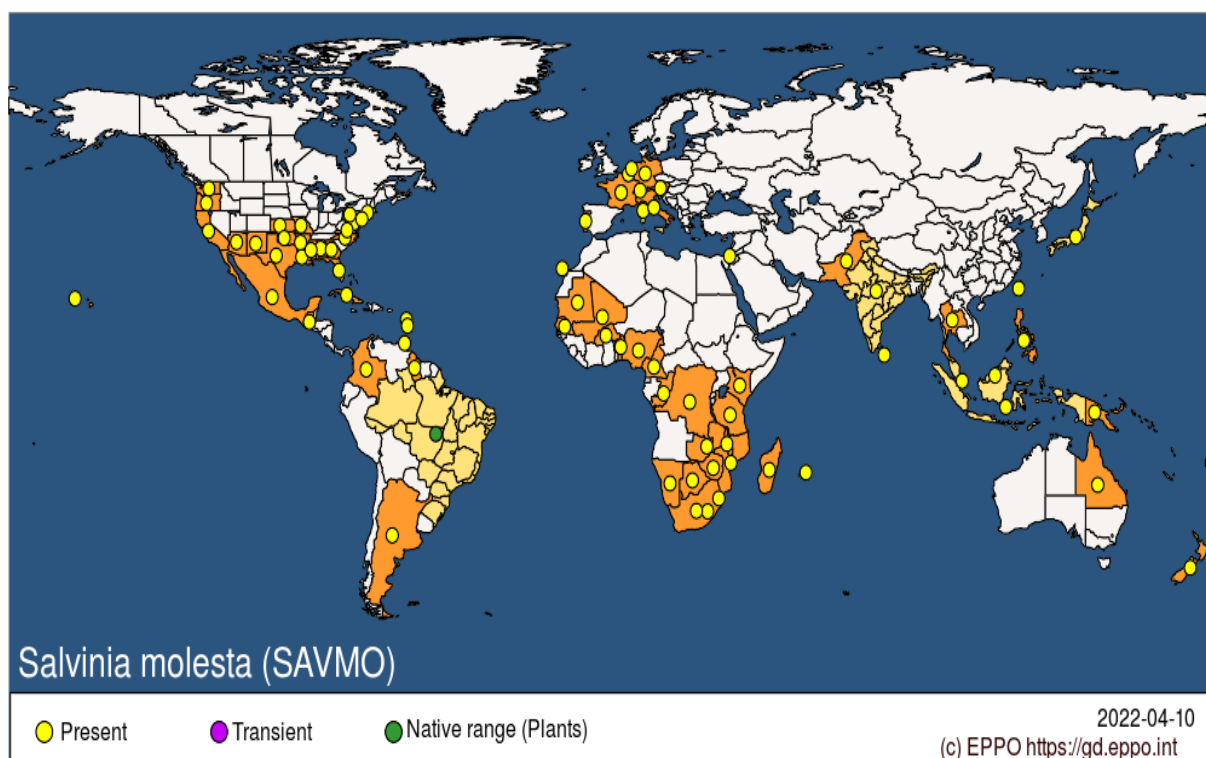 Salvinia molesta (SAVMO)
Present
Transient
Native range (Plants)
2022-04-10
(c) EPPO https://gd.eppo.int